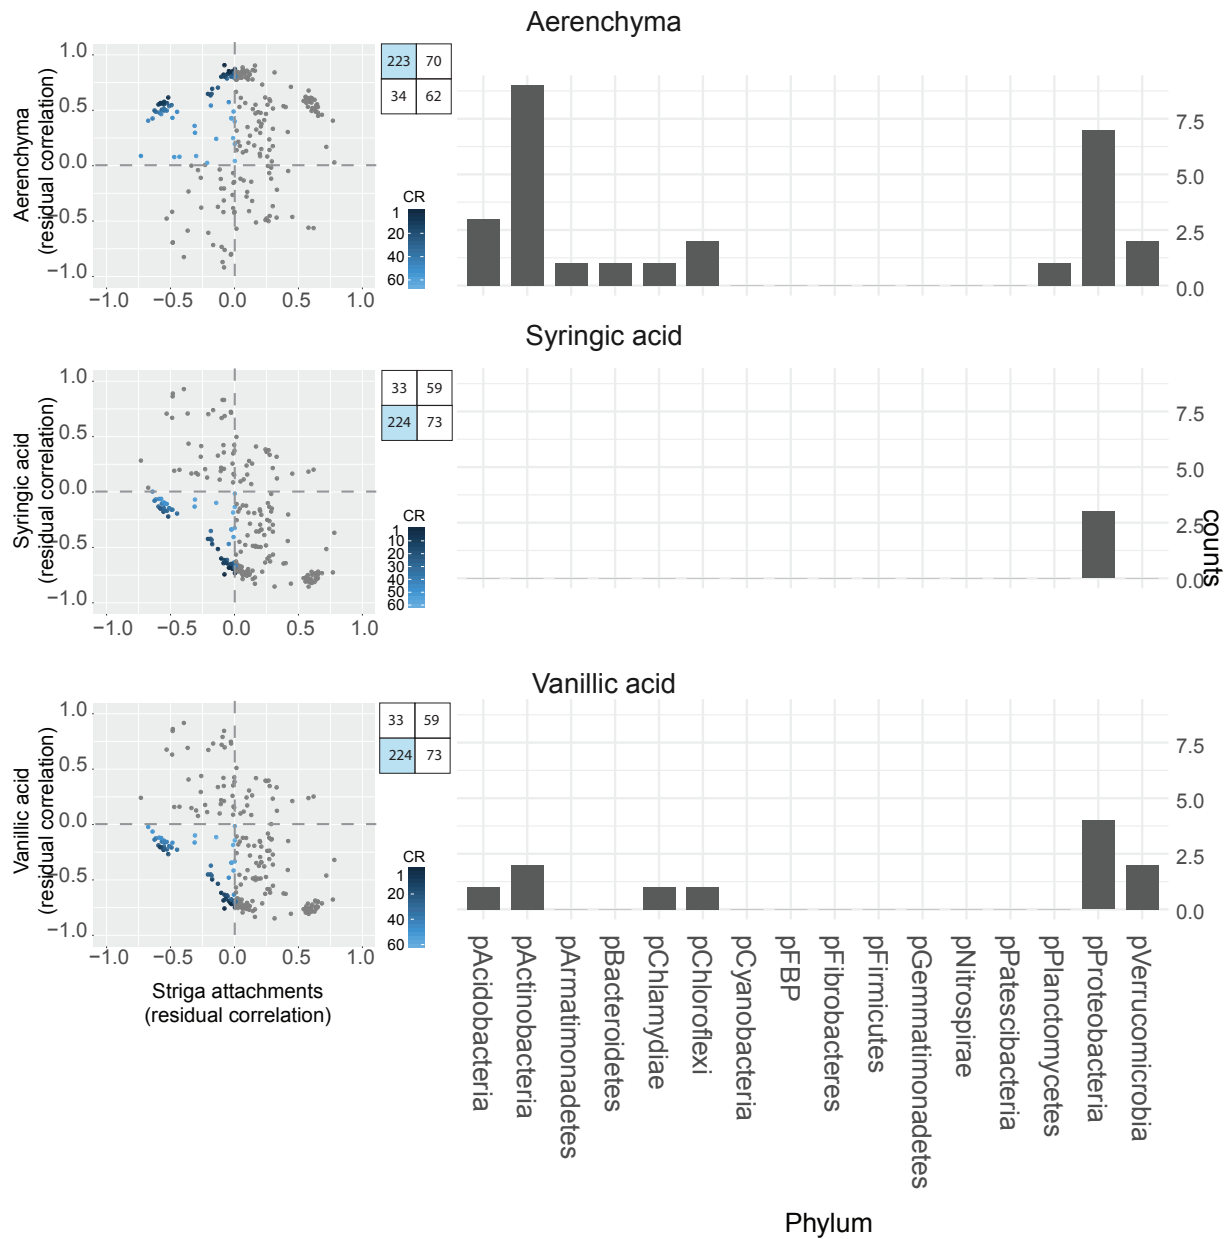 Aerenchyma
Aerenchyma
(residual correlation)
1.0
0.5
0.0
−0.5
−1.0
−1.0 −0.5 0.0 0.5 1.0
223 70
34 62
CR
1
20
40
60
7.5
5.0
2.5
0.0
Syringic acid
Syringic acid
(residual correlation)
1.0
0.5
0.0
−0.5
−1.0
−1.0 −0.5 0.0 0.5 1.0
33 59
224 73
CR
1
10
20
30
40
50
60
7.5
5.0
2.5
0.0
counts
Vanillic acid
Vanillic acid
(residual correlation)
1.0
0.5
0.0
−0.5
−1.0
−1.0 −0.5 0.0 0.5 1.0
33 59
224 73
CR
1
20
40
60
7.5
5.0
2.5
0.0
Striga attachments
(residual correlation)
pAcidobacteria
pActinobacteria
pArmatimonadetes
pBacteroidetes
pChlamydiae
pChloroflexi
pCyanobacteria
pFBP
pFibrobacteres
pFirmicutes
pGemmatimonadetes
pNitrospirae
pPatescibacteria
pPlanctomycetes
pProteobacteria
pVerrucomicrobia
Phylum